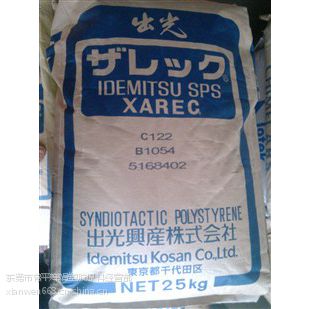 出光
ザレック®
IDEMITSU SPS
XAREC
C122
B1054
5168402
SYNDIOTACTIC POLYSTYRENE
出光興産株式会社
Idemitsu Kosan Co.,Ltd.
東京都千代田区
NET 25kg